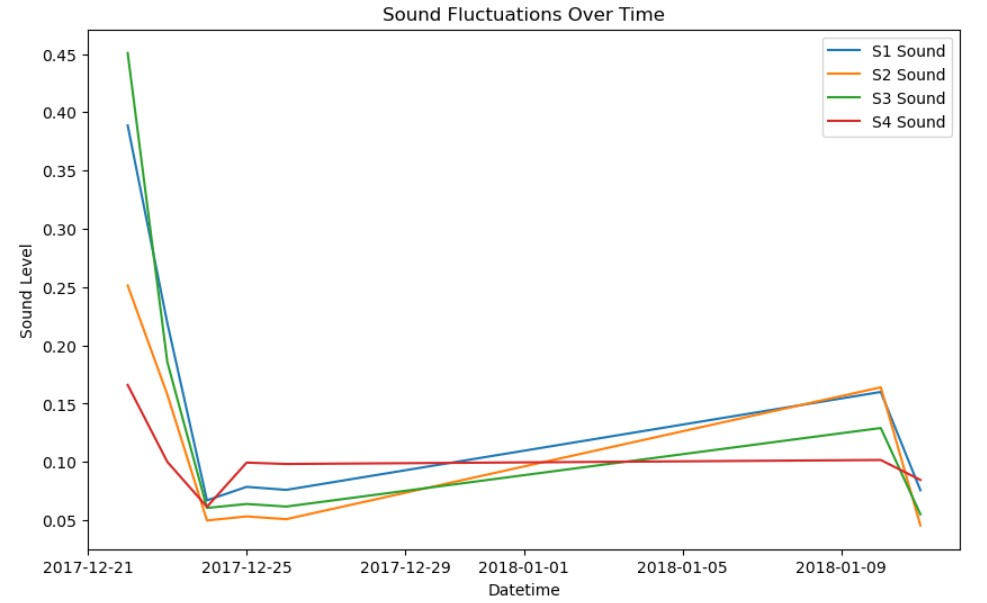 Sound Fluctuations Over Time
S1 Sound
S2 Sound
S3 Sound
S4 Sound
Sound Level
0.45
0.40
0.35
0.30
0.25
0.20
0.15
0.10
0.05
2017-12-21 2017-12-25 2017-12-29 2018-01-01 2018-01-05 2018-01-09
Datetime